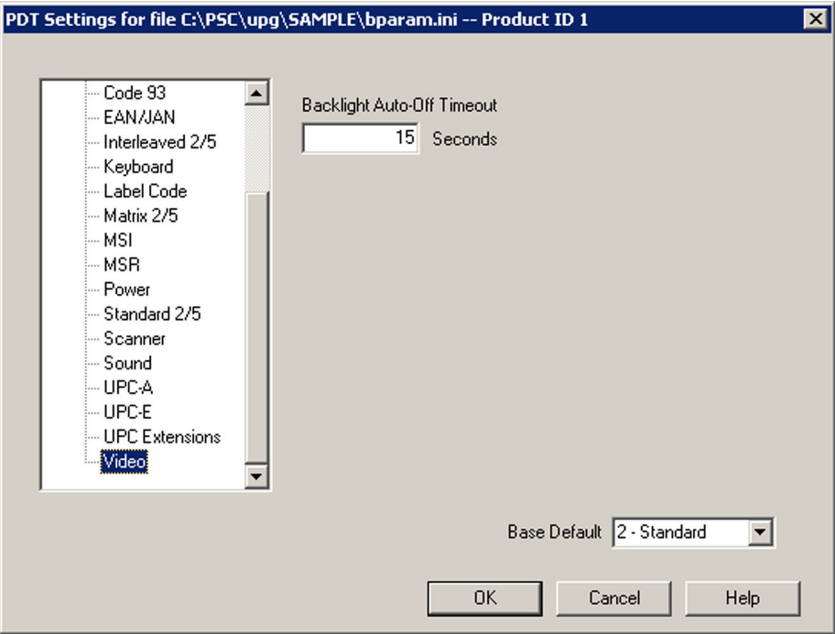 PDT Settings for file C:\PSC\upg\SAMPLE\bparam.ini -- Product ID 1
Code 93
EAN/JAN
Interleaved 2/5
Keyboard
Label Code
Matrix 2/5
MSI
MSR
Power
Standard 2/5
Scanner
Sound
UPC-A
UPC-E
UPC Extensions
Video
Backlight Auto-Off Timeout
15 Seconds
Base Default 2 - Standard
OK Cancel Help